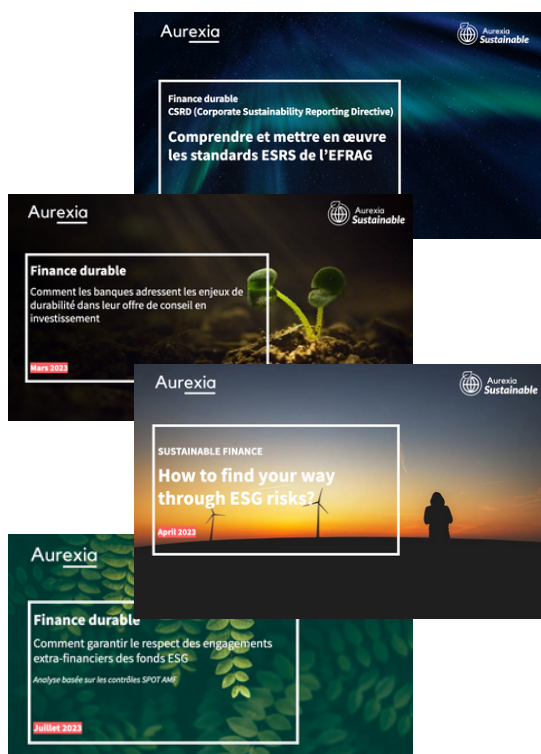 Aurexia
Aurexia
Sustainable
Finance durable
CSRD (Corporate Sustainability Reporting Directive)
Comprendre et mettre en œuvre
les standards ESRS de l'EFRAG
Aurexia
Aurexia
Sustainable
Finance durable
Comment les banques adressent les enjeux de
durabilité dans leur offre de conseil en
investissement
Mars 2023
Aurexia
Aurexia
Sustainable
SUSTAINABLE FINANCE
How to find your way
through ESG risks?
April 2023
Aurexia
Finance durable
Comment garantir le respect des engagements
extra-financiers des fonds ESG
Analyse basée sur les contrôles SPOT AMF
Juillet 2023